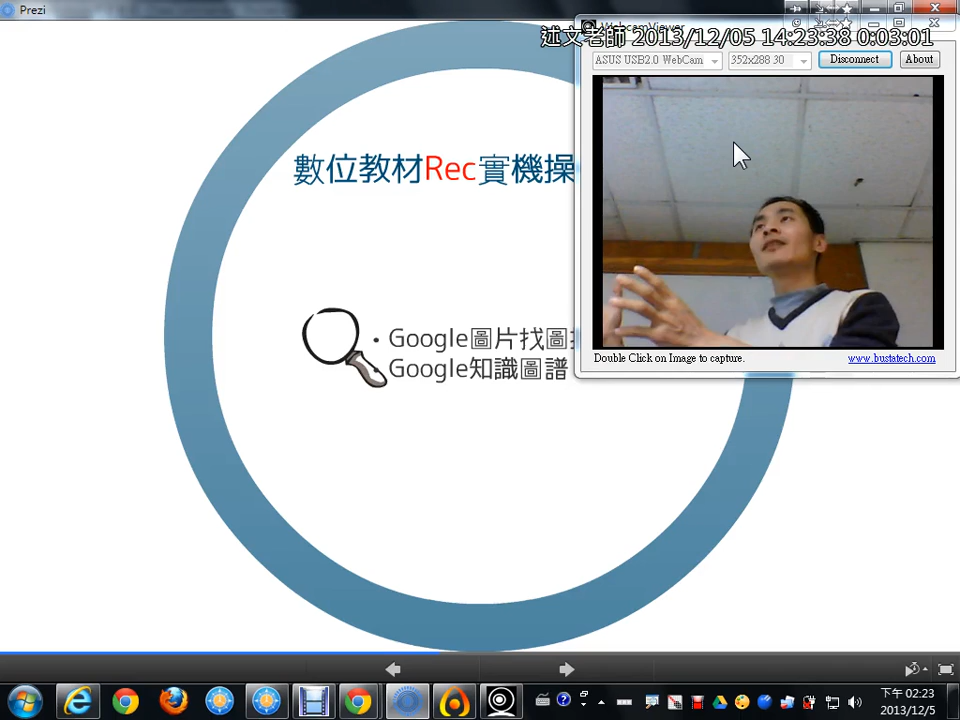 Prezi
WebcamViewer
述文老師 2013/12/05 14:23:38 0:03:01
ASUS USB2.0 WebCam
352x288 30
Disconnect
About
數位教材Rec實機操
• Google圖片找圖
Google知識圖譜
Double Click on Image to capture.
www.bustatech.com
下午 02:23
2013/12/5